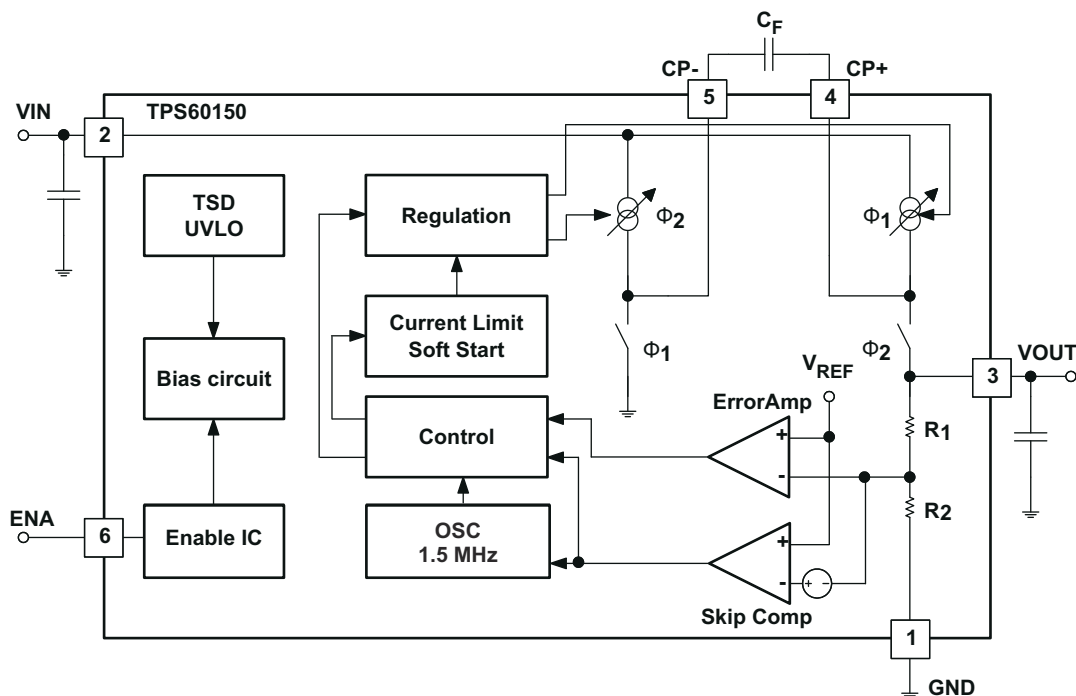 C_F
CP-
CP+
5
4
TPS60150
VIN
2
TSD
UVLO
Regulation
Φ2
Φ1
Current Limit
Soft Start
Φ1
Φ2
VOUT
3
Bias circuit
V_REF
ErrorAmp
+
-
R1
Control
R2
ENA
6
Enable IC
OSC
1.5 MHz
+
-
+ -
Skip Comp
1
GND